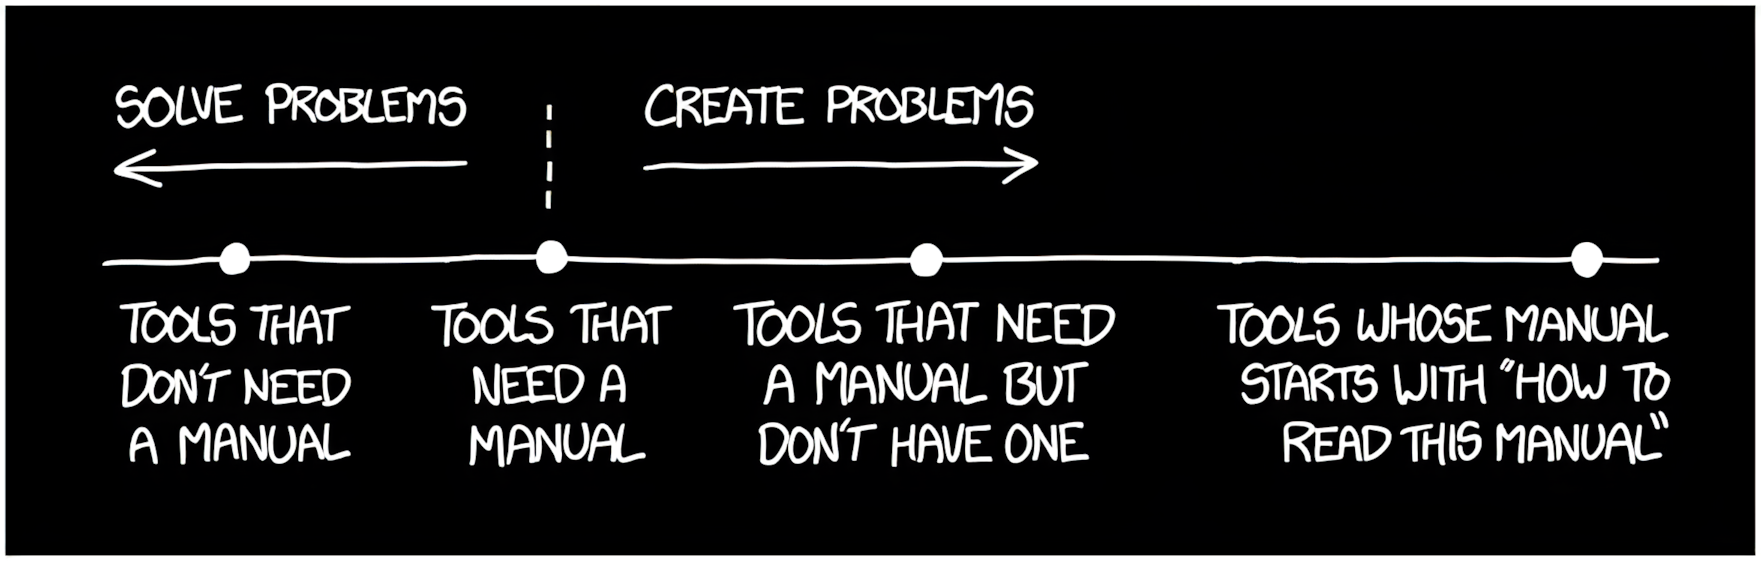 SOLVE PROBLEMS
CREATE PROBLEMS
TOOLS THAT
DON'T NEED
A MANUAL
TOOLS THAT
NEED A
MANUAL
TOOLS THAT NEED
A MANUAL BUT
DON'T HAVE ONE
TOOLS WHOSE MANUAL
STARTS WITH "HOW TO
READ THIS MANUAL"